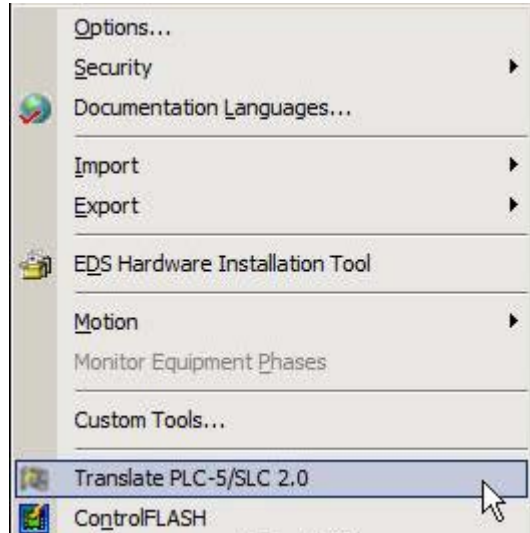 Options...
Security
Documentation Languages...
Import
Export
EDS Hardware Installation Tool
Motion
Monitor Equipment Phases
Custom Tools...
Translate PLC-5/SLC 2.0
ControlFLASH